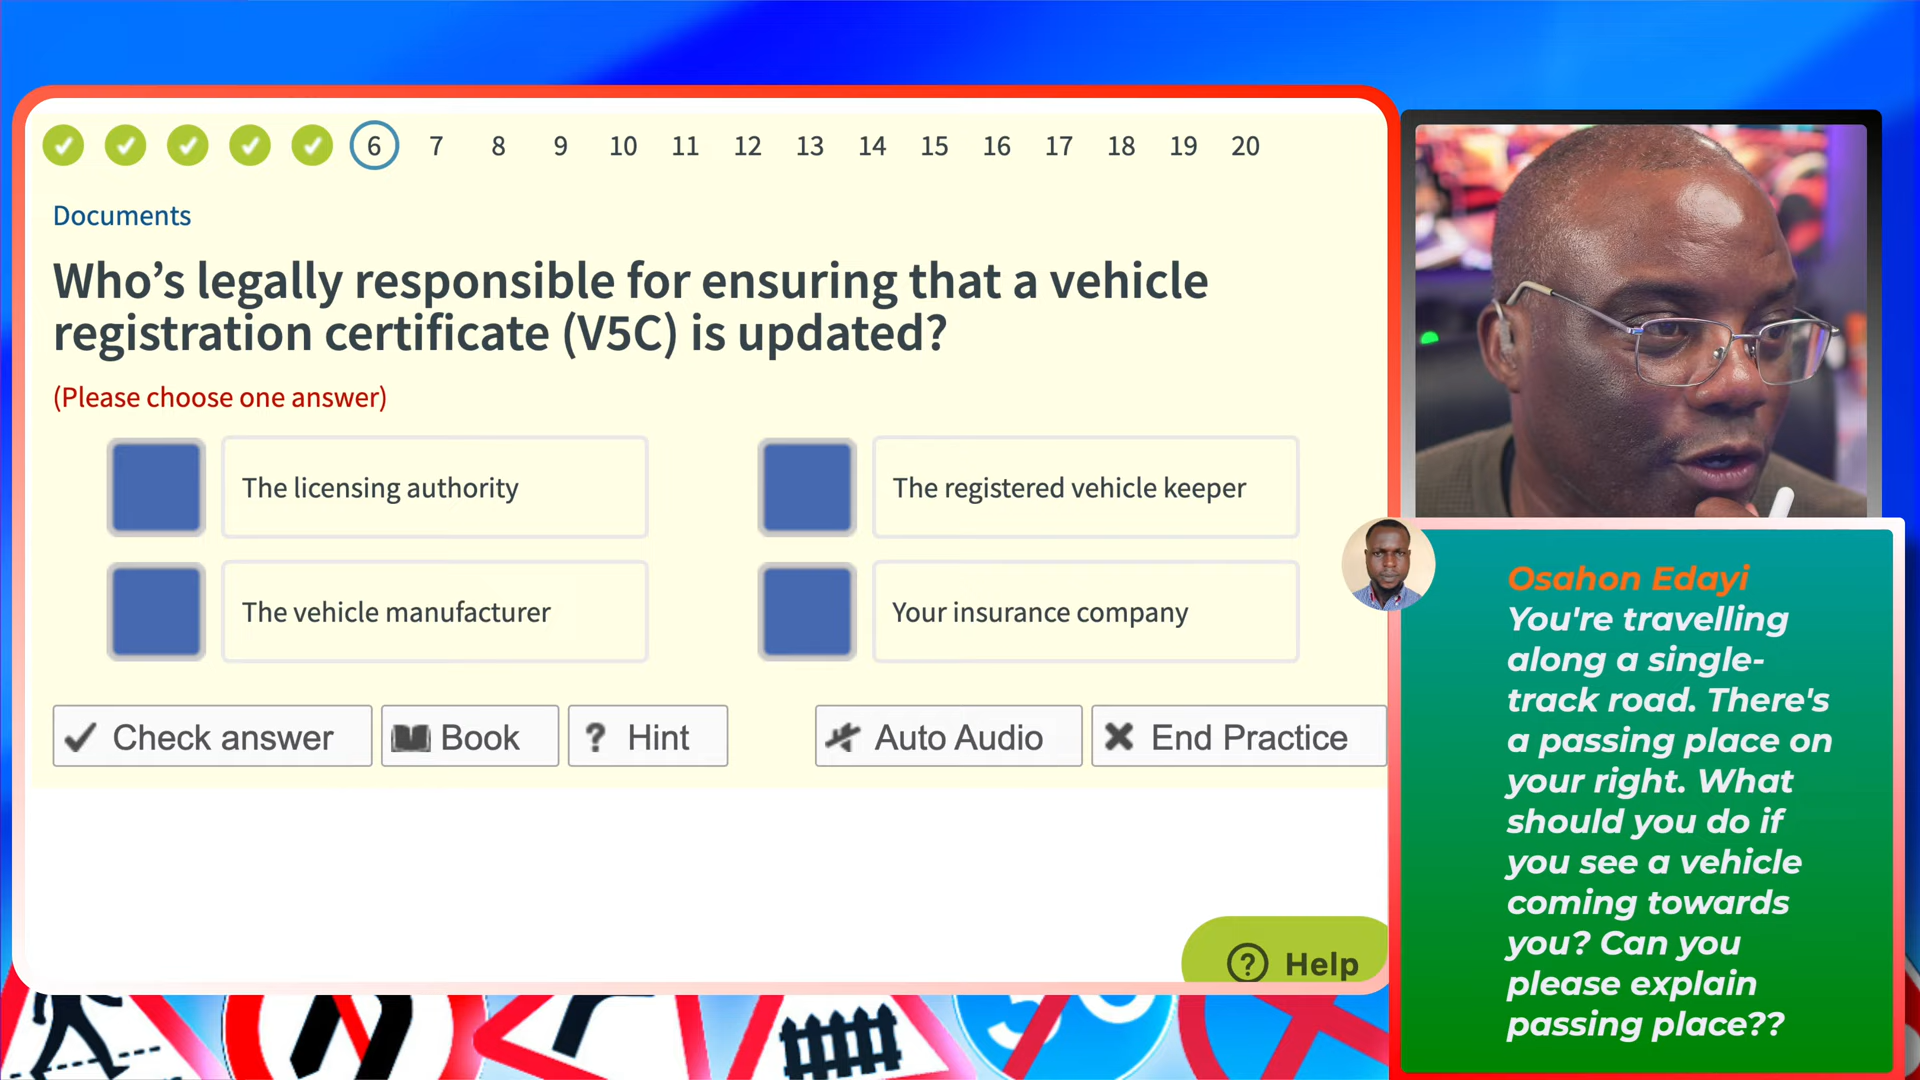 6 7 8 9 10 11 12 13 14 15 16 17 18 19 20
Documents
Who’s legally responsible for ensuring that a vehicle
registration certificate (V5C) is updated?
(Please choose one answer)
The licensing authority
The registered vehicle keeper
The vehicle manufacturer
Your insurance company
Check answer
Book
? Hint
Auto Audio
End Practice
? Help
Osahon Edayi
You're travelling
along a single-
track road. There's
a passing place on
your right. What
should you do if
you see a vehicle
coming towards
you? Can you
please explain
passing place??